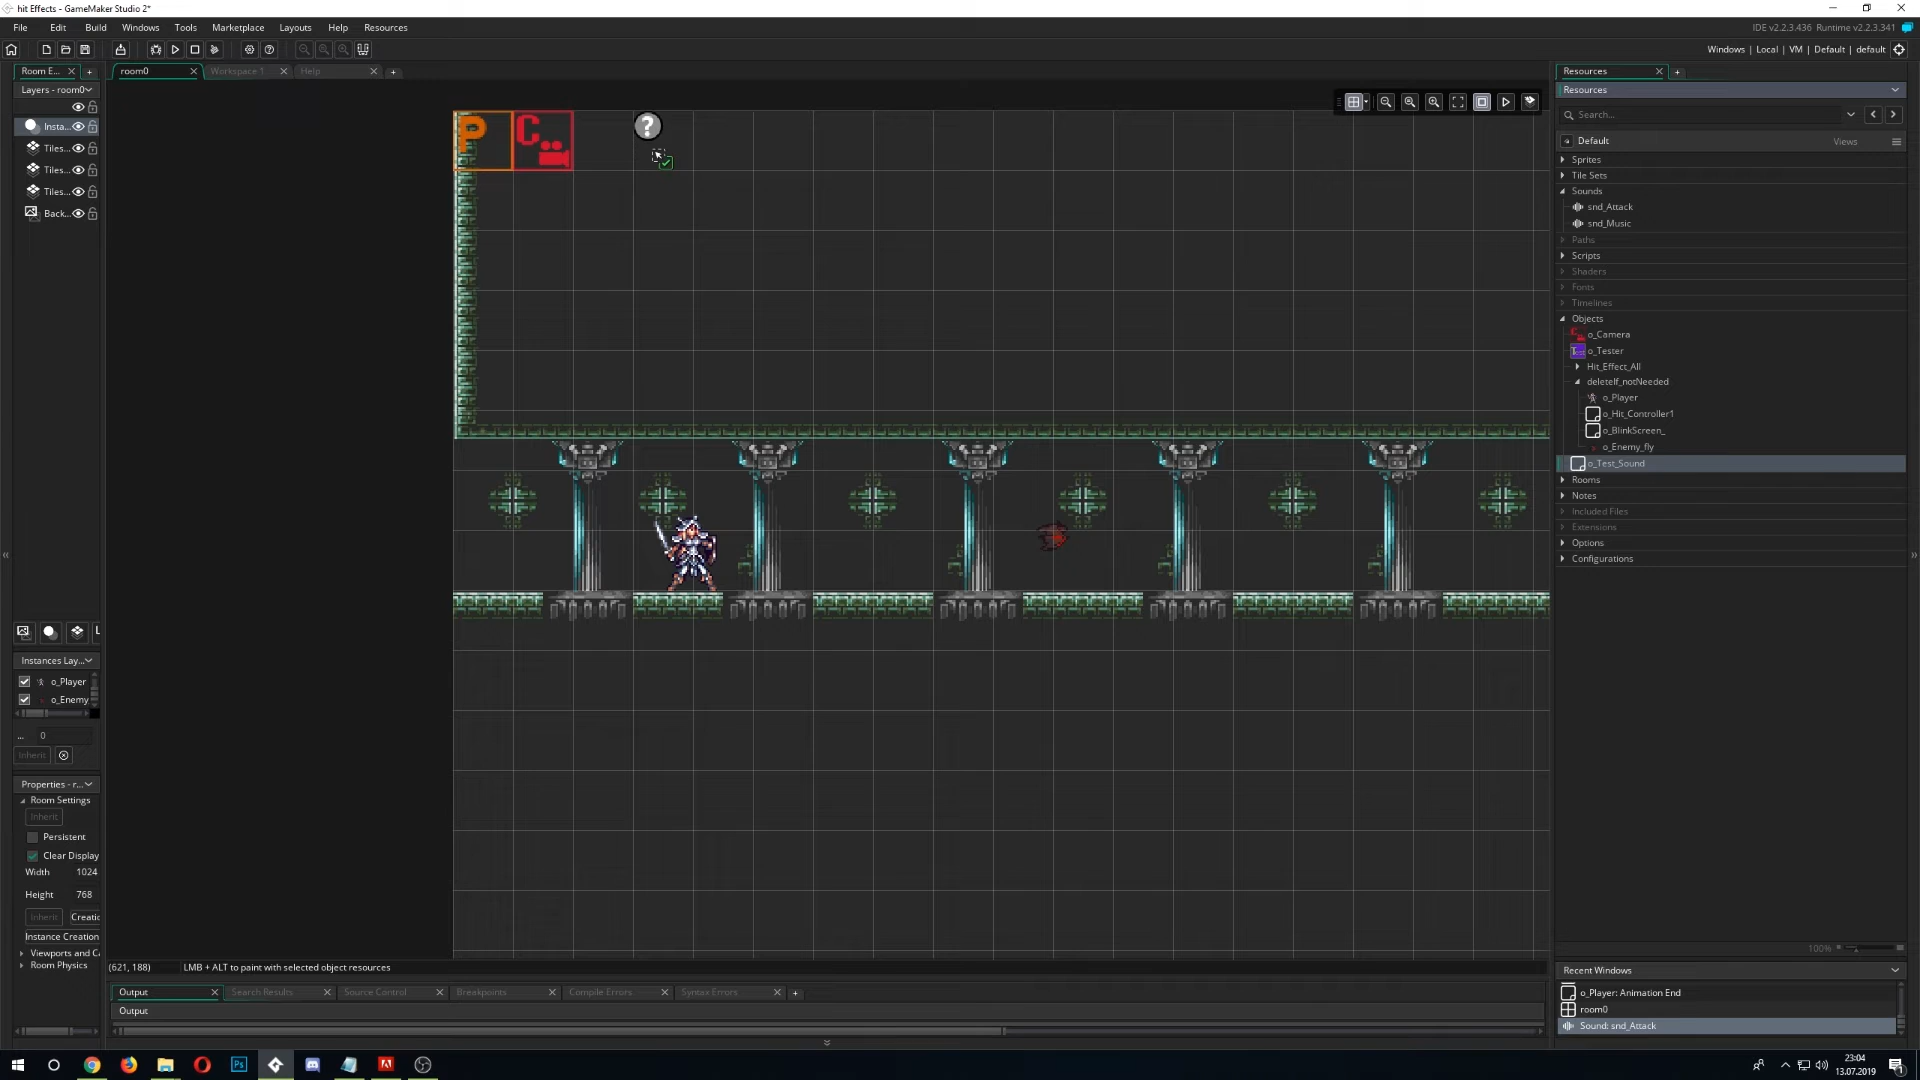 hit Effects - GameMaker Studio 2*
File Edit Build Windows Tools Marketplace Layouts Help Resources
IDE v2.2.3.436 Runtime v2.2.3.341
Windows | Local | VM | Default | default
Room E...
room0 Workspace 1 Help
Resources
Layers - room0
Resources
Search...
Insta...
P C ?
Default Views
Tiles...
Sprites
Tiles...
Tile Sets
Tiles...
Sounds
snd_Attack
Back...
snd_Music
Paths
Scripts
Shaders
Fonts
Timelines
Objects
o_Camera
o_Tester
Hit_Effect_All
deleteIf_notNeeded
o_Player
o_Hit_Controller1
o_BlinkScreen_
o_Enemy_fly
o_Test_Sound
Rooms
Notes
Included Files
Extensions
Options
Configurations
Instances Lay...
o_Player
o_Enemy
... 0
Inherit
Properties - r...
Room Settings
Inherit
Persistent
Clear Display
Width 1024
Height 768
Inherit Creatio
Instance Creation
Viewports and Ca
Room Physics
100%
(621, 188) LMB + ALT to paint with selected object resources
Recent Windows
Output Search Results Source Control Breakpoints Compile Errors Syntax Errors
o_Player: Animation End
Output
room0
Sound: snd_Attack
Ps
23:04
13.07.2019